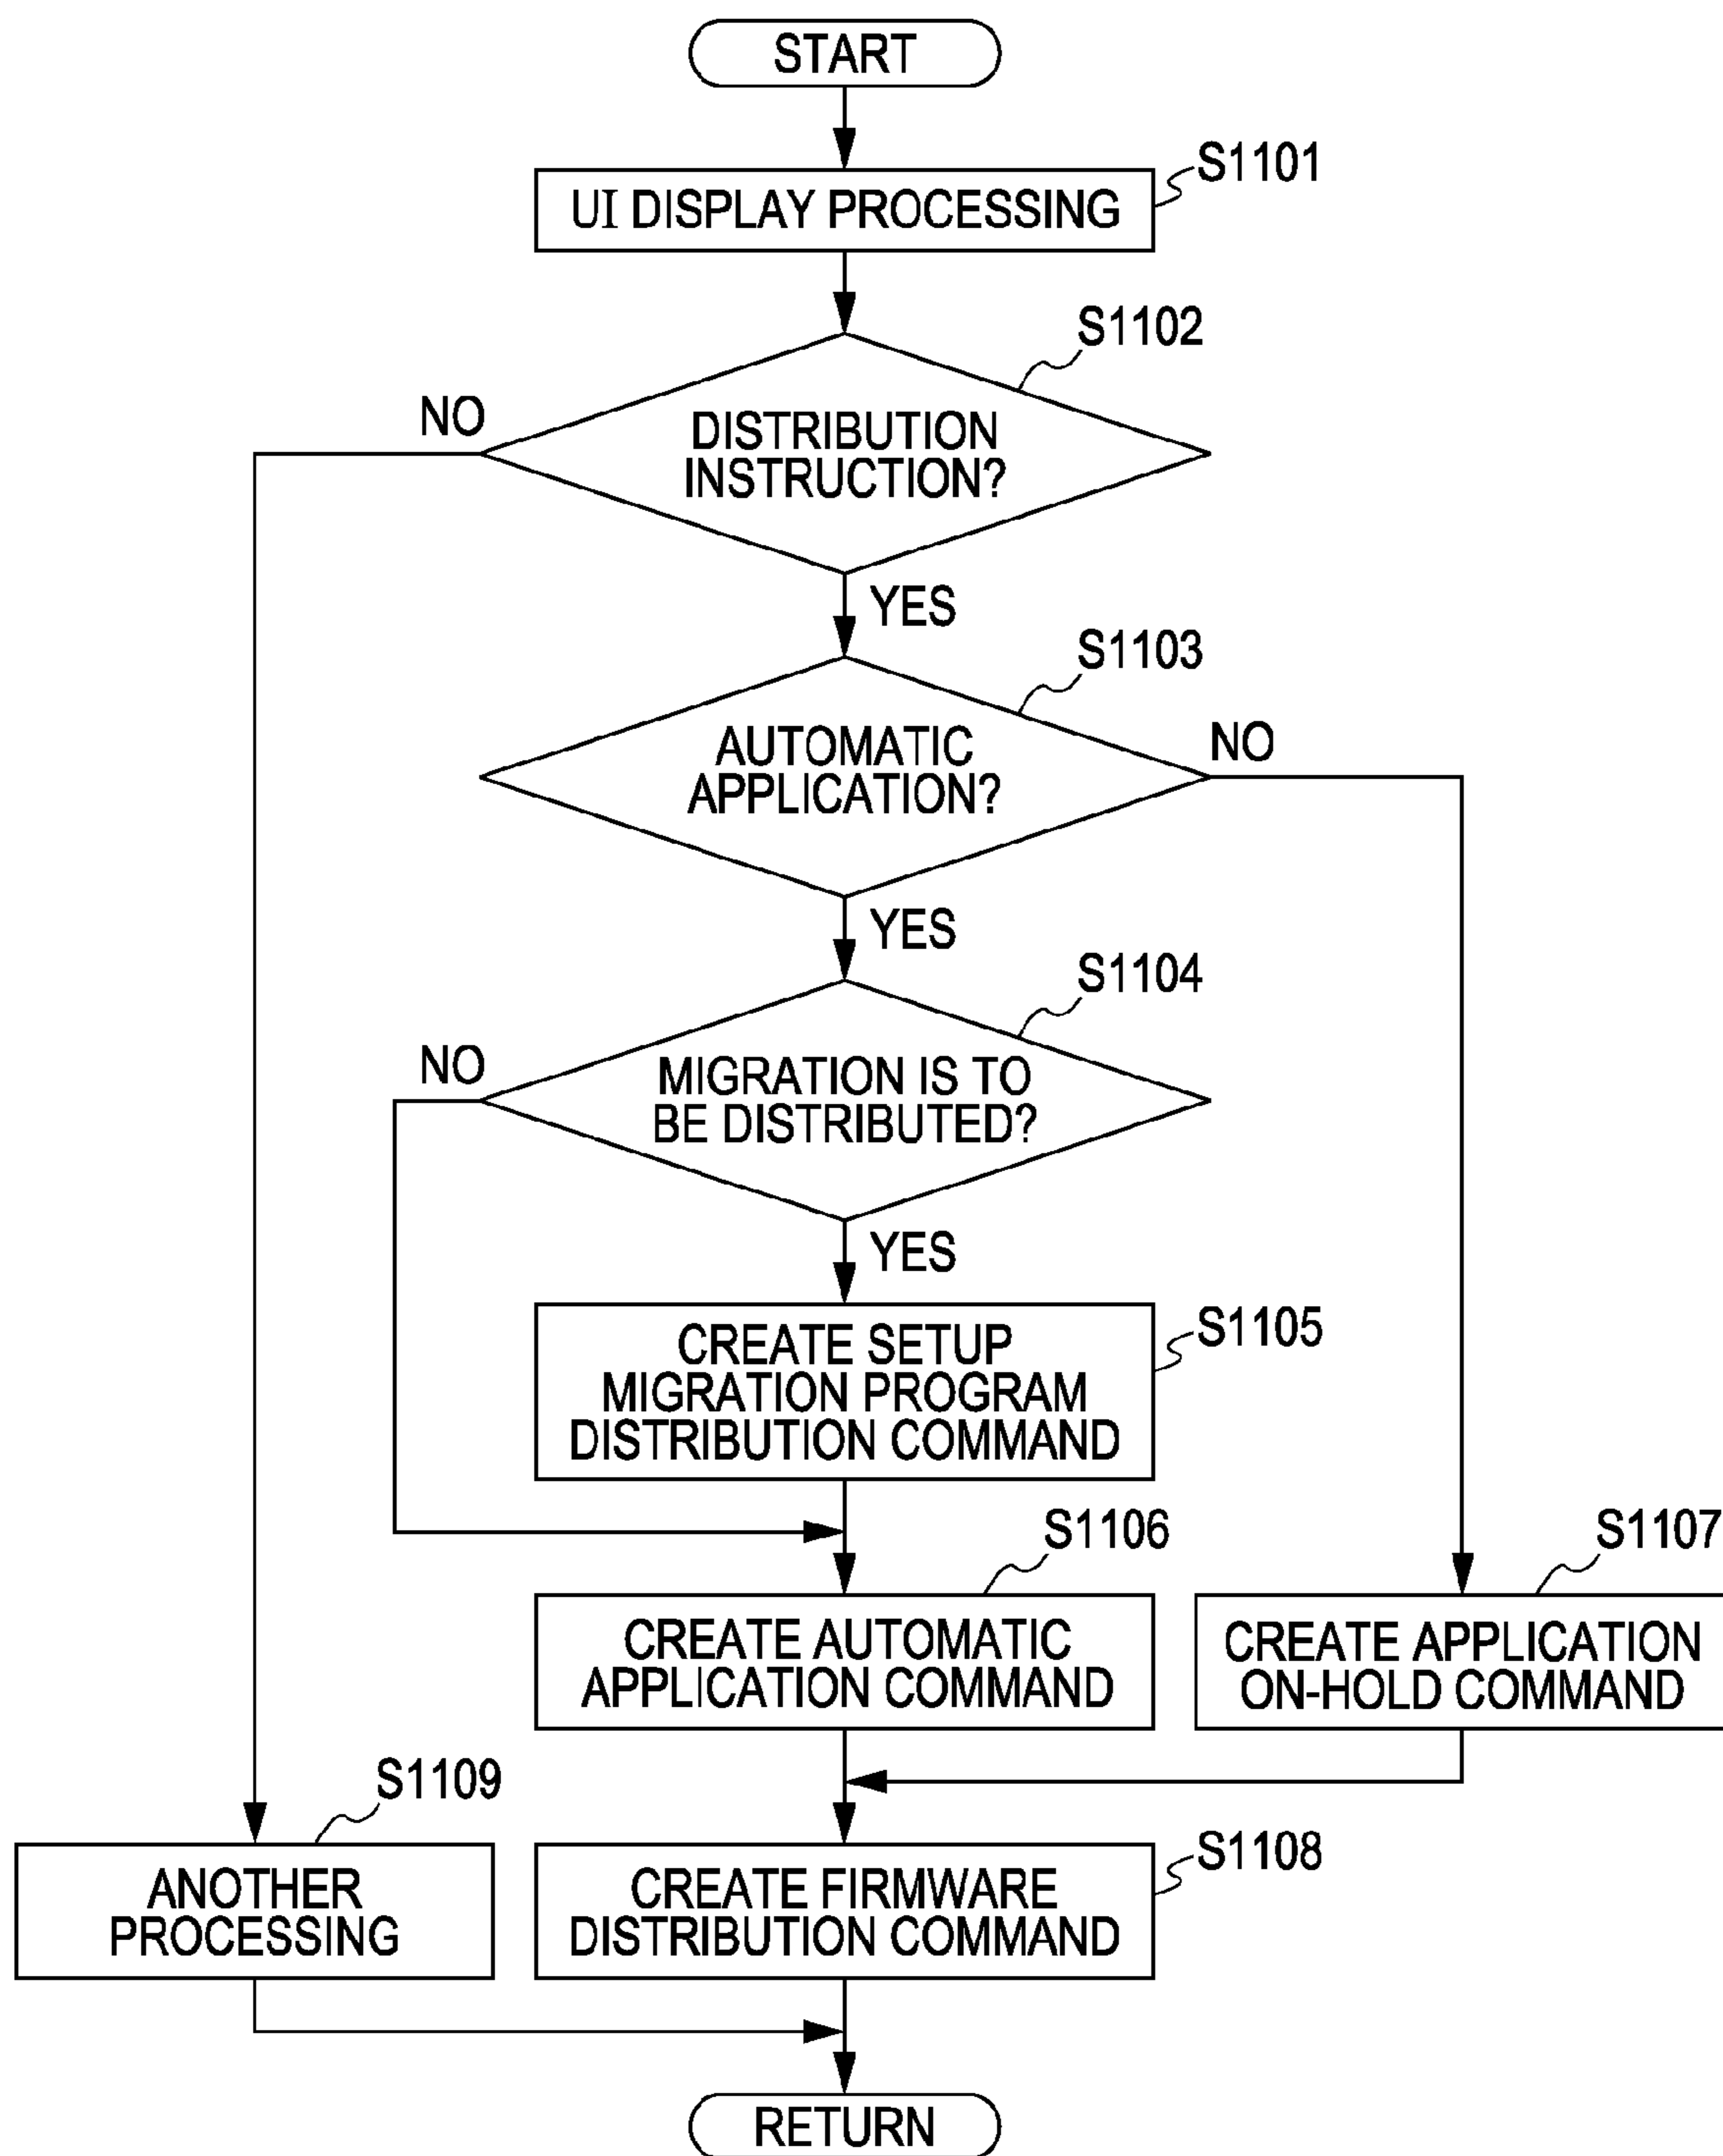 START
S1101
UI DISPLAY PROCESSING
S1102
NO
DISTRIBUTION
INSTRUCTION?
YES
S1103
AUTOMATIC
APPLICATION?
NO
YES
S1104
NO
MIGRATION IS TO
BE DISTRIBUTED?
YES
S1105
CREATE SETUP
MIGRATION PROGRAM
DISTRIBUTION COMMAND
S1106
S1107
CREATE AUTOMATIC
APPLICATION COMMAND
CREATE APPLICATION
ON-HOLD COMMAND
S1109
S1108
ANOTHER
PROCESSING
CREATE FIRMWARE
DISTRIBUTION COMMAND
RETURN